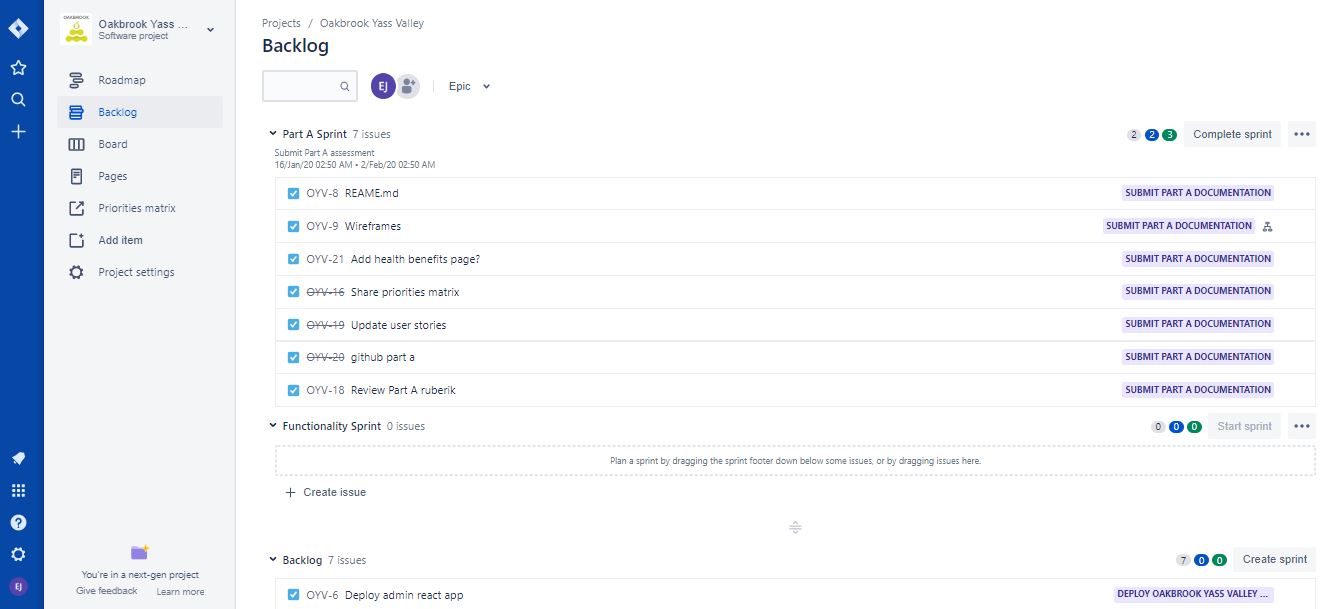 OAKBROOK
Oakbrook Yass ...
Software project
Roadmap
Backlog
Board
Pages
Priorities matrix
Add item
Project settings
You're in a next-gen project
Give feedback Learn more
EJ
Projects / Oakbrook Yass Valley
Backlog
EJ Epic
Part A Sprint 7 issues 2 2 3 Complete sprint
Submit Part A assessment
16/Jan/20 02:50 AM • 2/Feb/20 02:50 AM
OYV-8 REAME.md SUBMIT PART A DOCUMENTATION
OYV-9 Wireframes SUBMIT PART A DOCUMENTATION
OYV-21 Add health benefits page? SUBMIT PART A DOCUMENTATION
OYV-16 Share priorities matrix SUBMIT PART A DOCUMENTATION
OYV-19 Update user stories SUBMIT PART A DOCUMENTATION
OYV-20 github part a SUBMIT PART A DOCUMENTATION
OYV-18 Review Part A ruberik SUBMIT PART A DOCUMENTATION
Functionality Sprint 0 issues 0 0 0 Start sprint
Plan a sprint by dragging the sprint footer down below some issues, or by dragging issues here.
Create issue
Backlog 7 issues 7 0 0 Create sprint
OYV-6 Deploy admin react app DEPLOY OAKBROOK YASS VALLEY ...